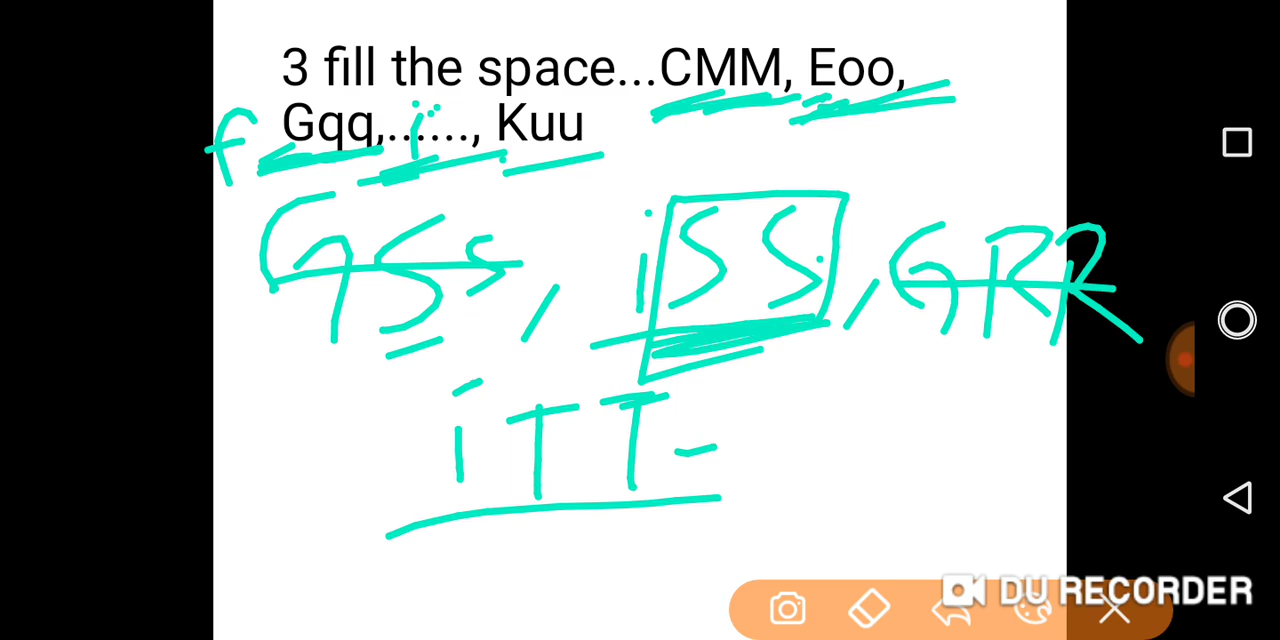 3 fill the space...CMM, Eoo,
Gqq,......, Kuu
f i
GSs, iSS, GRR
iTT-
DU RECORDER